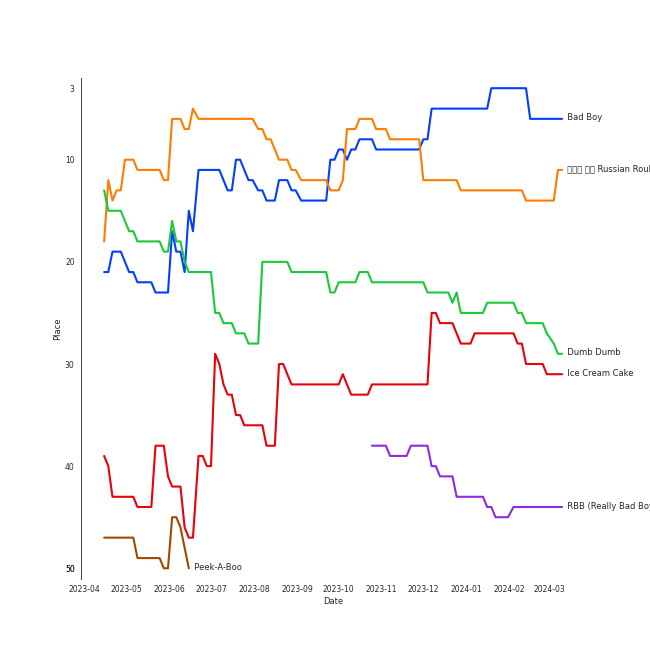 3
10
20
30
40
50
Place
Bad Boy
Russian Roul
Dumb Dumb
Ice Cream Cake
RBB (Really Bad Boy
Peek-A-Boo
2023-04 2023-05 2023-06 2023-07 2023-08 2023-09 2023-10 2023-11 2023-12 2024-01 2024-02 2024-03
Date